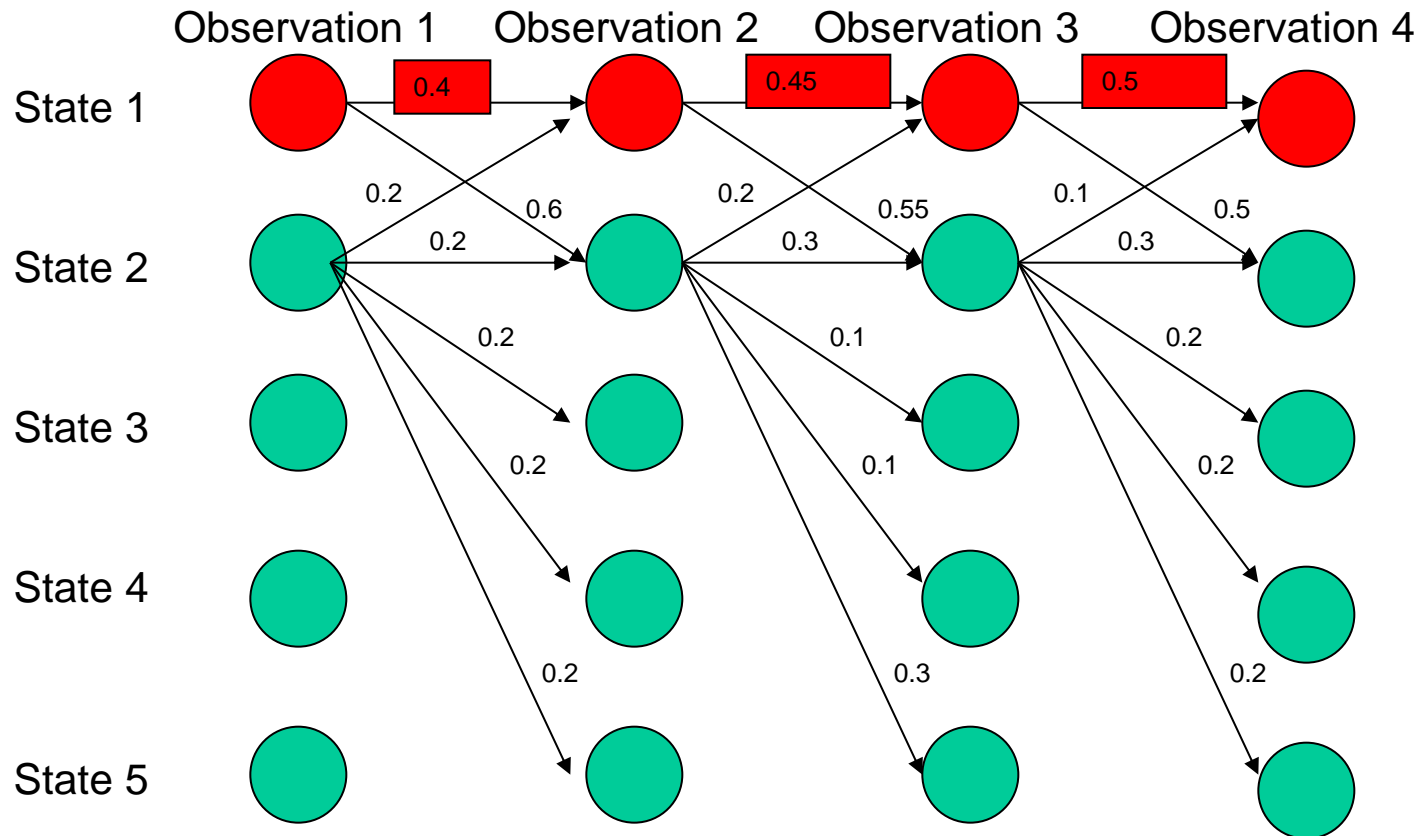 Observation 1 Observation 2 Observation 3 Observation 4
State 1
0.4 0.45 0.5
0.2 0.6 0.2 0.55 0.1 0.5
State 2
0.2 0.3 0.3
0.2 0.1 0.2
State 3
0.2 0.1 0.2
State 4
0.2 0.3 0.2
State 5